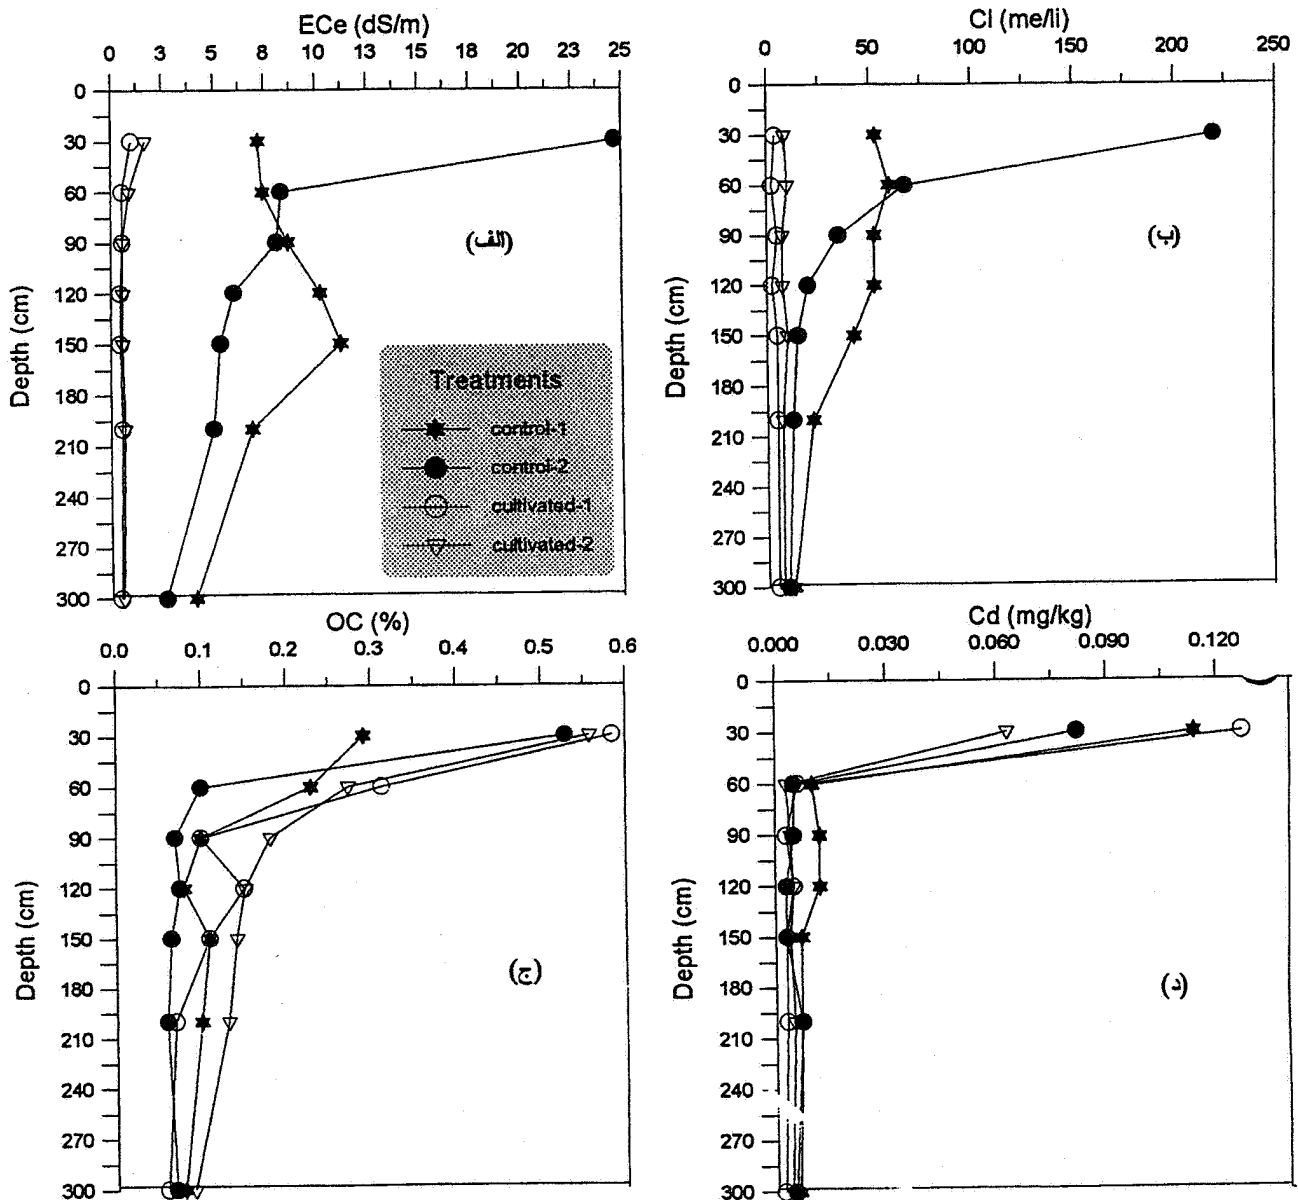 ECe (dS/m)
0 3 5 8 10 13 15 18 20 23 25
0
30
60
90
120
150
180
210
240
270
300
Depth (cm)
(الف)
Treatments
control-1
control-2
cultivated-1
cultivated-2
Cl (me/li)
0 50 100 150 200 250
0
30
60
90
120
150
180
210
240
270
300
Depth (cm)
(ب)
OC (%)
0.0 0.1 0.2 0.3 0.4 0.5 0.6
0
30
60
90
120
150
180
210
240
270
300
Depth (cm)
(ج)
Cd (mg/kg)
0.000 0.030 0.060 0.090 0.120
0
30
60
90
120
150
180
210
240
270
300
Depth (cm)
(د)